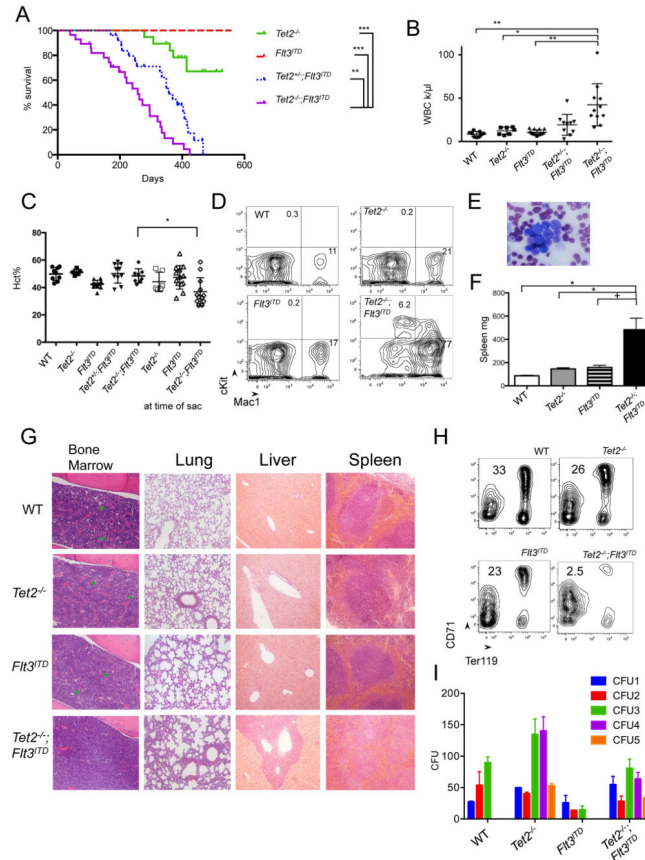 A
% survival
100
80
60
40
20
0
0
200
400
600
Days
Tet2-/-
Flt3ITD
Tet2+/-;Flt3ITD
Tet2-/-;Flt3ITD
***
***
**
B
WBC k/µl
150
100
50
0
**
*
**
WT
Tet2-/-
Flt3ITD
Tet2+/-;
Flt3ITD
Tet2-/-;
Flt3ITD
C
Hct%
100
80
60
40
0
*
WT
Tet2-/-
Flt3ITD
Tet2+/-;Flt3ITD
Tet2-/-;Flt3ITD
Tet2-/-
Flt3ITD
Tet2-/-;Flt3ITD
at time of sac
D
WT
0.3
11
Tet2-/-
0.2
21
Flt3ITD
0.2
17
Tet2-/-;
Flt3ITD
6.2
77
cKit
Mac1
E
F
Spleen mg
800
600
400
200
0
*
*
+
WT
Tet2-/-
Flt3ITD
Tet2-/-;
Flt3ITD
G
Bone
Marrow
Lung
Liver
Spleen
WT
Tet2-/-
Flt3ITD
Tet2-/-;
Flt3ITD
H
WT
33
Tet2-/-
26
Flt3ITD
23
Tet2-/-;Flt3ITD
2.5
CD71
Ter119
I
CFU
200
150
100
50
0
CFU1
CFU2
CFU3
CFU4
CFU5
WT
Tet2-/-
Flt3ITD
Tet2-/-;
Flt3ITD